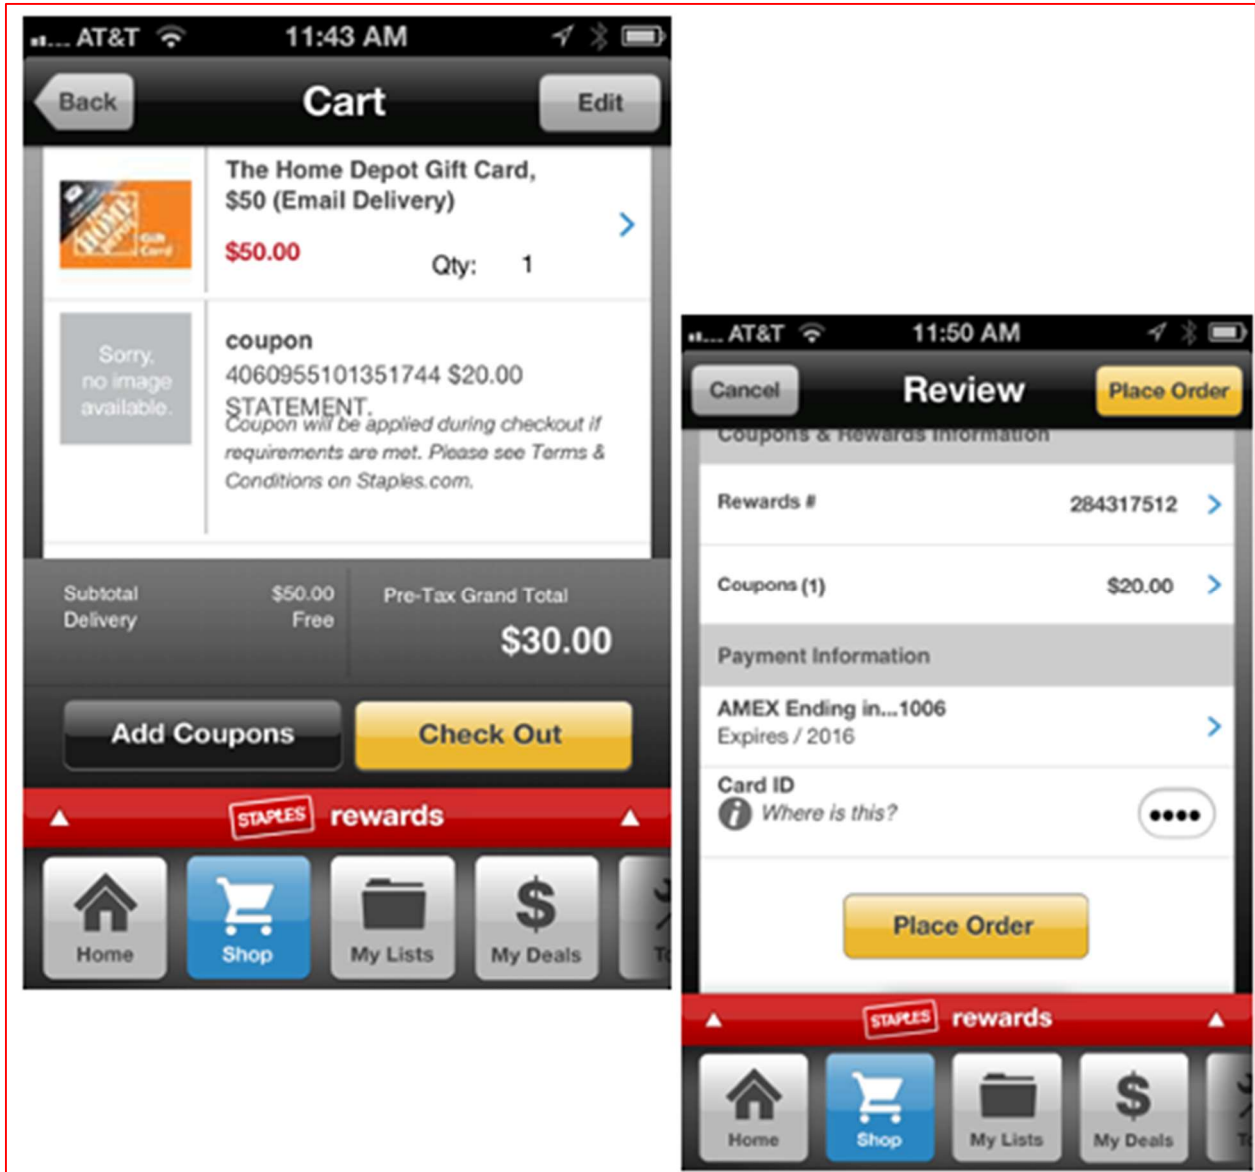 AT&T 11:43 AM
Back Cart Edit
The Home Depot Gift Card,
$50 (Email Delivery)
$50.00 Qty: 1
THE
HOME
DEPOT
Gift
Card
Sorry,
no image
available.
coupon
4060955101351744 $20.00
STATEMENT.
Coupon will be applied during checkout if
requirements are met. Please see Terms &
Conditions on Staples.com.
Subtotal $50.00
Delivery Free
Pre-Tax Grand Total
$30.00
Add Coupons Check Out
STAPLES rewards
Home Shop My Lists My Deals
AT&T 11:50 AM
Cancel Review Place Order
Coupons & Rewards Information
Rewards # 284317512
Coupons (1) $20.00
Payment Information
AMEX Ending in...1006
Expires / 2016
Card ID
Where is this? ••••
Place Order
STAPLES rewards
Home Shop My Lists My Deals